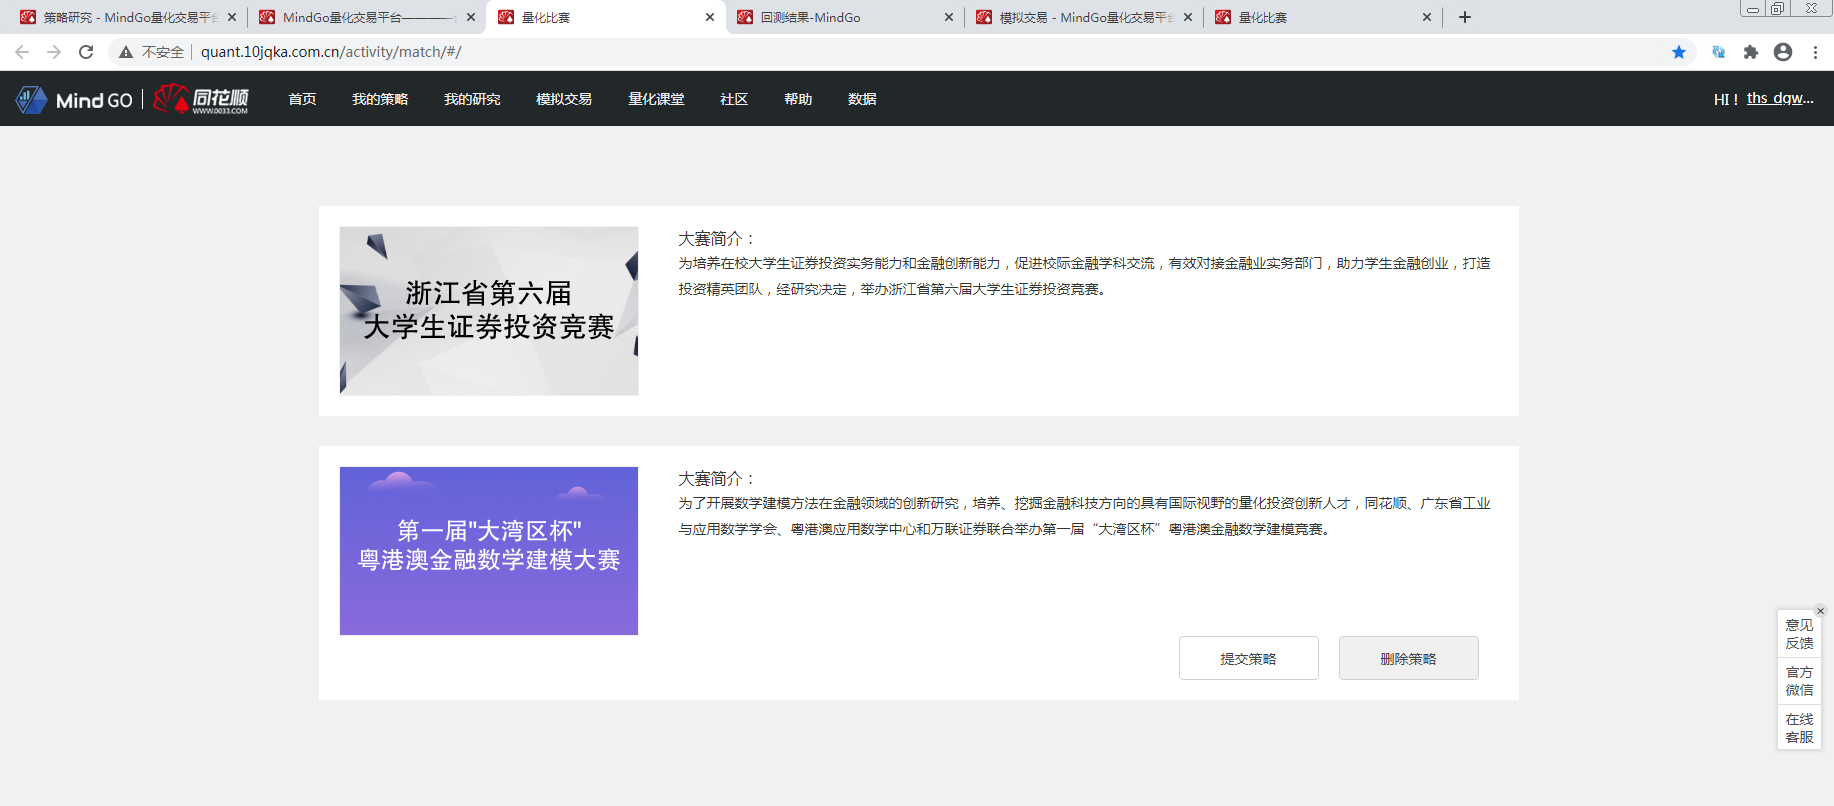 策略研究 - MindGo量化交易平台
MindGo量化交易平台————
量化比赛
回测结果-MindGo
模拟交易 - MindGo量化交易平台
量化比赛
不安全
quant.10jqka.com.cn/activity/match/#/
Mind GO
同花顺
WWW.0033.COM
首页
我的策略
我的研究
模拟交易
量化课堂
社区
帮助
数据
HI！ ths_dgw...
浙江省第六届
大学生证券投资竞赛
大赛简介：
为培养在校大学生证券投资实务能力和金融创新能力，促进校际金融学科交流，有效对接金融业实务部门，助力学生金融创业，打造
投资精英团队，经研究决定，举办浙江省第六届大学生证券投资竞赛。
第一届"大湾区杯"
粤港澳金融数学建模大赛
大赛简介：
为了开展数学建模方法在金融领域的创新研究，培养、挖掘金融科技方向的具有国际视野的量化投资创新人才，同花顺、广东省工业
与应用数学学会、粤港澳应用数学中心和万联证券联合举办第一届“大湾区杯”粤港澳金融数学建模竞赛。
提交策略
删除策略
意见
反馈
官方
微信
在线
客服